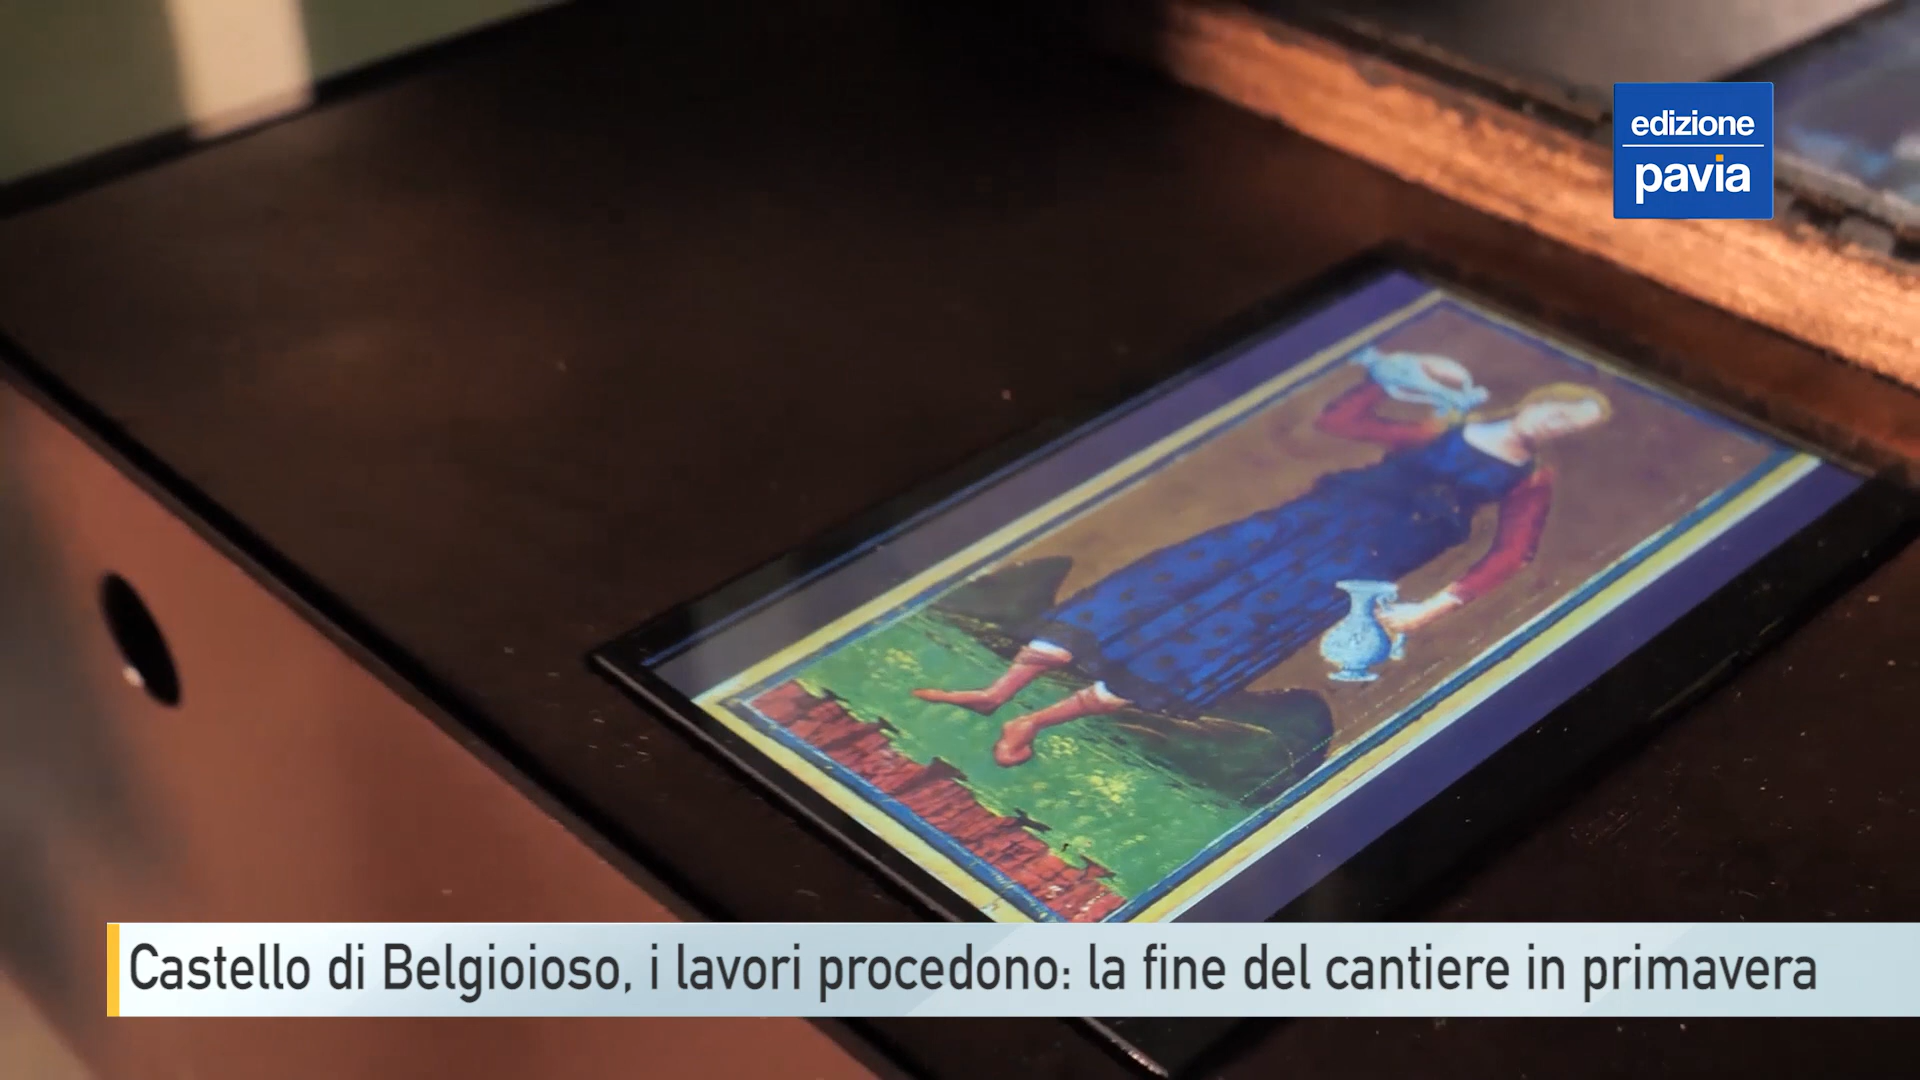 edizione
pavia
Castello di Belgioioso, i lavori procedono: la fine del cantiere in primavera